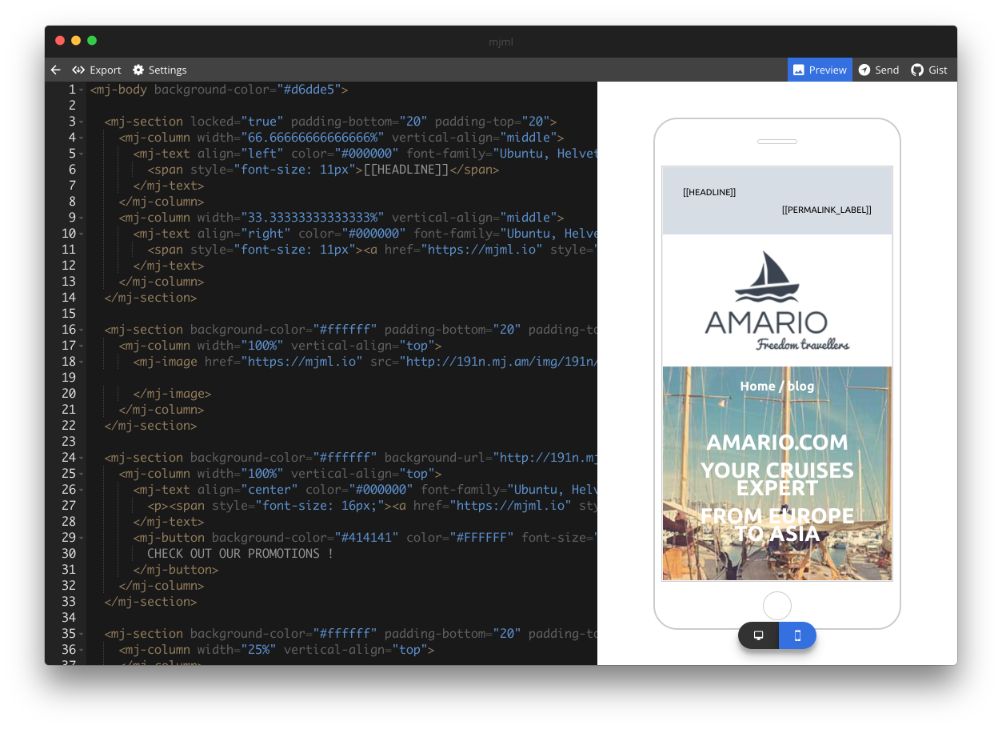 mjml
Export Settings Preview Send Gist
1 <mj-body background-color="#d6dde5">
2
3 <mj-section locked="true" padding-bottom="20" padding-top="20">
4 <mj-column width="66.66666666666666%" vertical-align="middle">
5 <mj-text align="left" color="#000000" font-family="Ubuntu, Helvet
6 <span style="font-size: 11px">[[HEADLINE]]</span>
7 </mj-text>
8 </mj-column>
9 <mj-column width="33.33333333333333%" vertical-align="middle">
10 <mj-text align="right" color="#000000" font-family="Ubuntu, Helve
11 <span style="font-size: 11px"><a href="https://mjml.io" style="
12 </mj-text>
13 </mj-column>
14 </mj-section>
15
16 <mj-section background-color="#ffffff" padding-bottom="20" padding-to
17 <mj-column width="100%" vertical-align="top">
18 <mj-image href="https://mjml.io" src="http://191n.mj.am/img/191n/
19
20 </mj-image>
21 </mj-column>
22 </mj-section>
23
24 <mj-section background-color="#ffffff" background-url="http://191n.mj
25 <mj-column width="100%" vertical-align="top">
26 <mj-text align="center" color="#000000" font-family="Ubuntu, Helv
27 <p><span style="font-size: 16px;"><a href="https://mjml.io" sty
28 </mj-text>
29 <mj-button background-color="#414141" color="#FFFFFF" font-size="
30 CHECK OUT OUR PROMOTIONS !
31 </mj-button>
32 </mj-column>
33 </mj-section>
34
35 <mj-section background-color="#ffffff" padding-bottom="20" padding-to
36 <mj-column width="25%" vertical-align="top">
37 </mj-column>
[[HEADLINE]]
[[PERMALINK_LABEL]]
AMARIO
Freedom travellers
Home / blog
AMARIO.COM
YOUR CRUISES
EXPERT
FROM EUROPE
TO ASIA